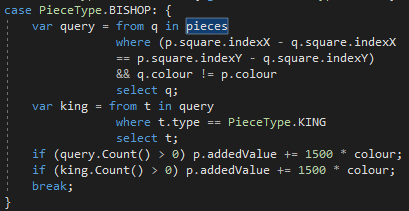 case PieceType.BISHOP: {
var query = from q in pieces
where (p.square.indexX - q.square.indexX
== p.square.indexY - q.square.indexY)
&& q.colour != p.colour
select q;
var king = from t in query
where t.type == PieceType.KING
select t;
if (query.Count() > 0) p.addedValue += 1500 * colour;
if (king.Count() > 0) p.addedValue += 1500 * colour;
break;
}